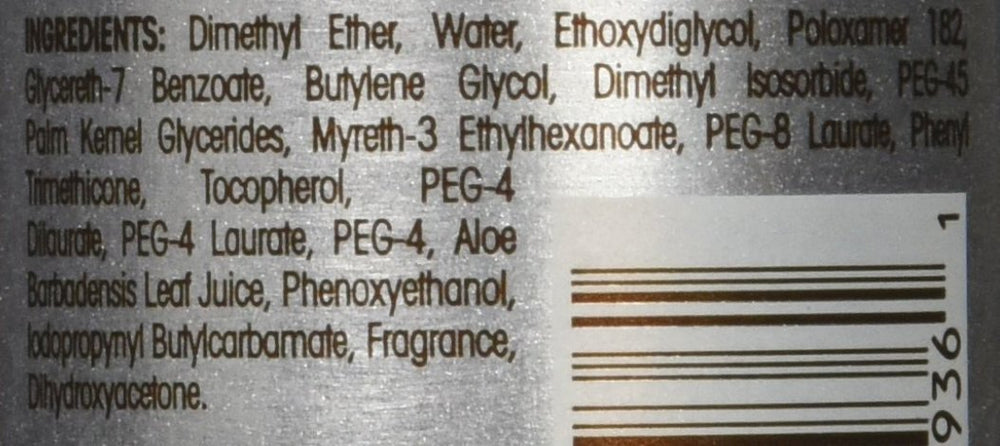 INGREDIENTS: Dimethyl Ether, Water, Ethoxydiglycol, Poloxamer 182,
Glycereth-7 Benzoate, Butylene Glycol, Dimethyl Isosorbide, PEG-45
Palm Kernel Glycerides, Myreth-3 Ethylhexanoate, PEG-8 Laurate, Phenyl
Trimethicone, Tocopherol, PEG-4
Dilaurate, PEG-4 Laurate, PEG-4, Aloe
Barbadensis Leaf Juice, Phenoxyethanol,
Iodopropynyl Butylcarbamate, Fragrance,
Dihydroxyacetone.
1
936